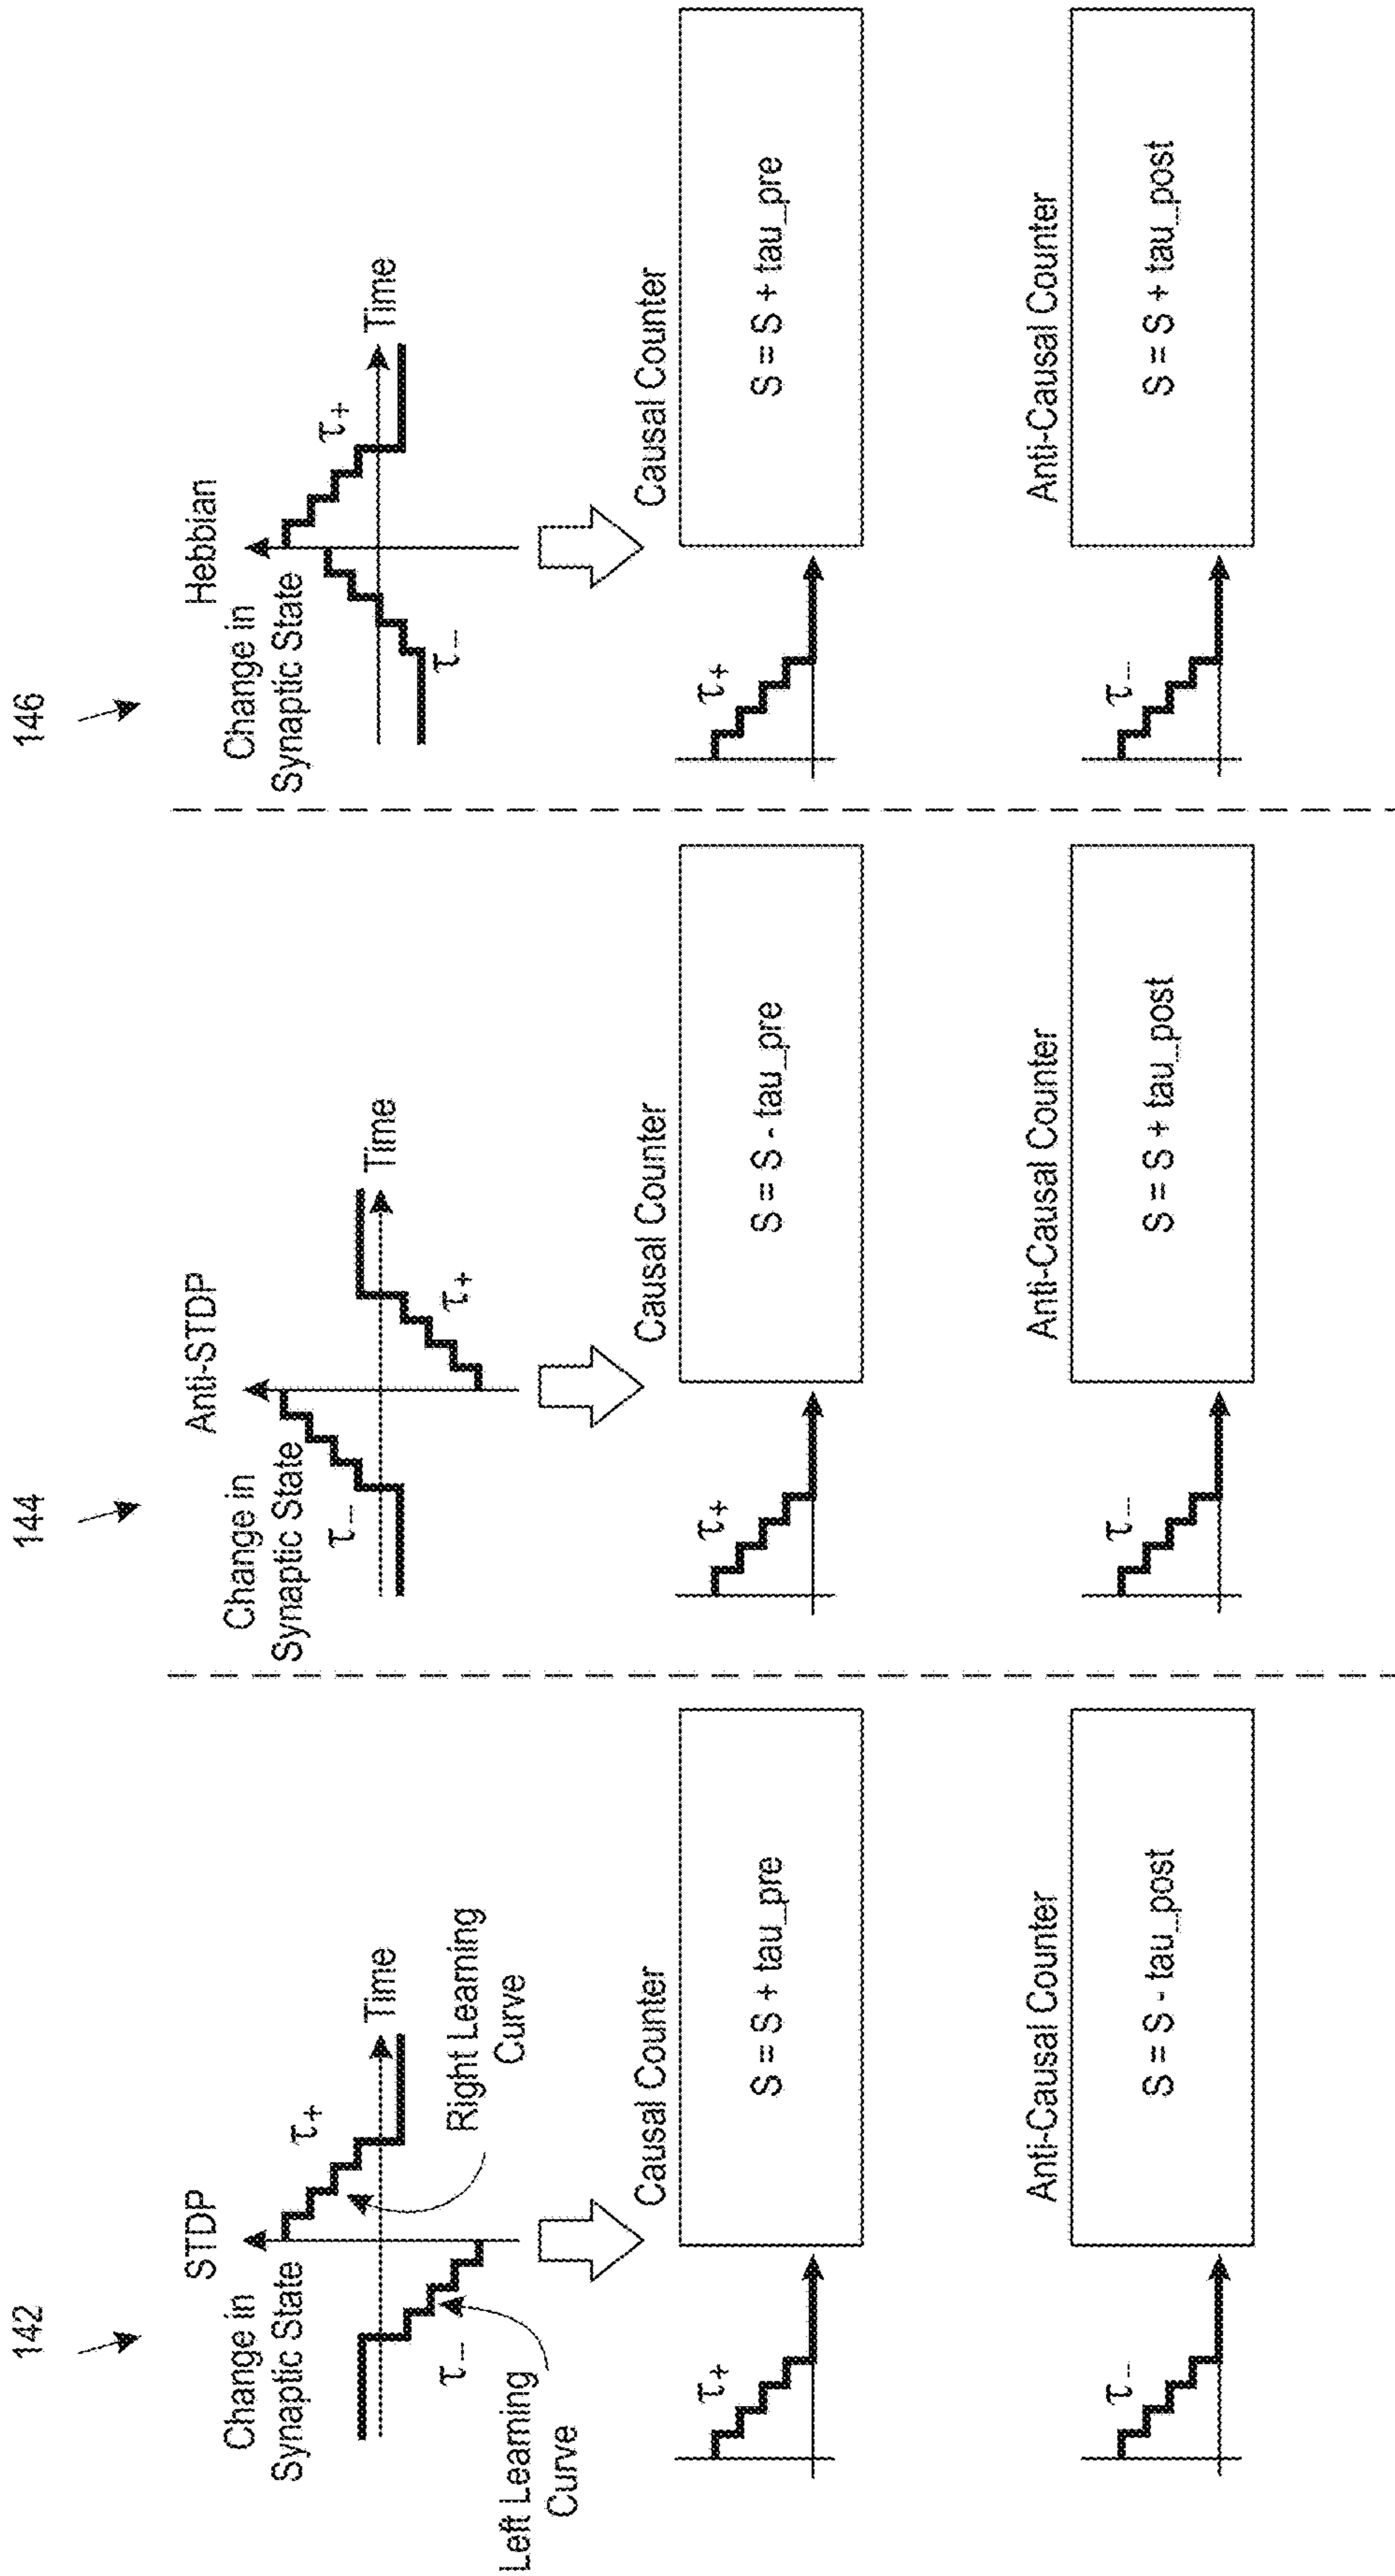 142
STDP
Change in
Synaptic State
τ+
Time
τ−
Right Learning
Curve
Left Learning
Curve
Causal Counter
τ+
S = S + tau_pre
Anti-Causal Counter
τ−
S = S - tau_post
144
Anti-STDP
Change in
Synaptic State
τ−
Time
τ+
Causal Counter
τ+
S = S - tau_pre
Anti-Causal Counter
τ−
S = S + tau_post
146
Hebbian
Change in
Synaptic State
τ+
Time
τ−
Causal Counter
τ+
S = S + tau_pre
Anti-Causal Counter
τ−
S = S + tau_post